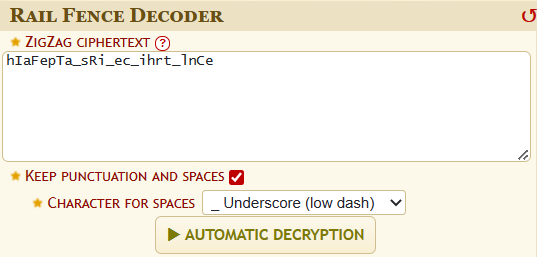 RAIL FENCE DECODER
★ ZIGZAG CIPHERTEXT ?
hIaFepTa_sRi_ec_ihrt_lnCe
★ KEEP PUNCTUATION AND SPACES
★ CHARACTER FOR SPACES _ Underscore (low dash)
▶ AUTOMATIC DECRYPTION